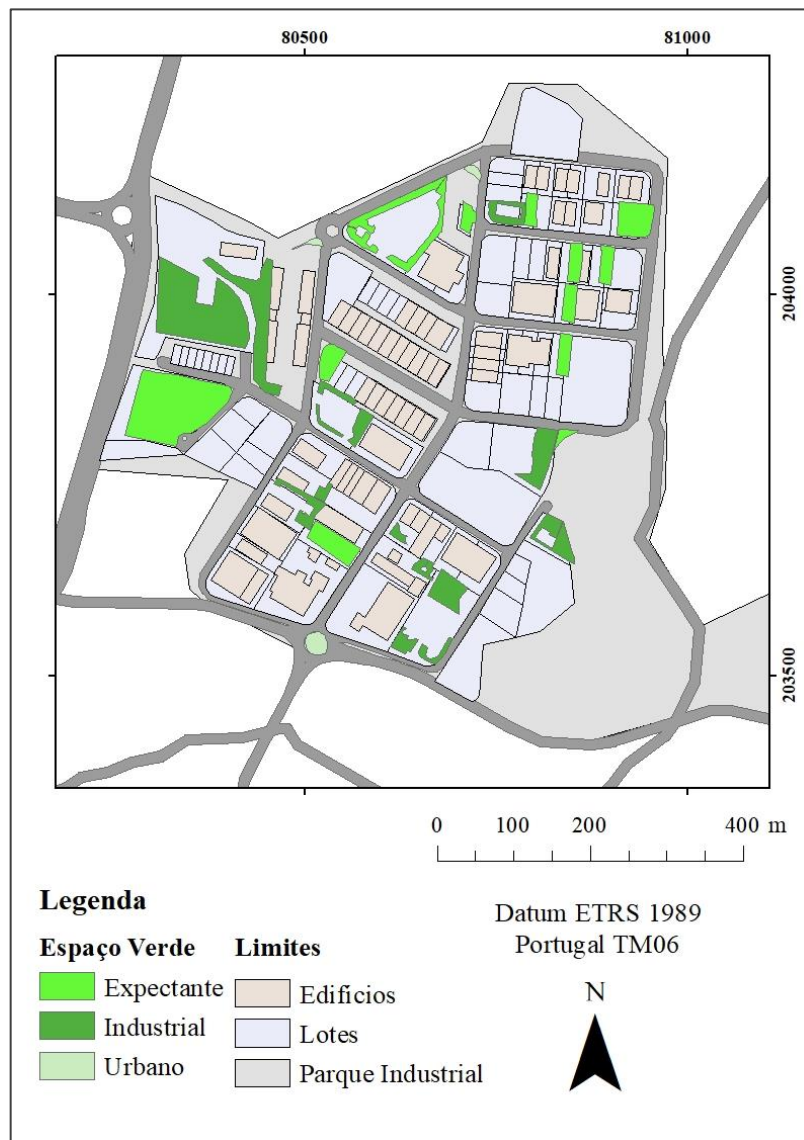 80500
81000
204000
203500
0 100 200 400 m
Legenda
Espaço Verde
Expectante
Industrial
Urbano
Limites
Edifícios
Lotes
Parque Industrial
Datum ETRS 1989
Portugal TM06
N